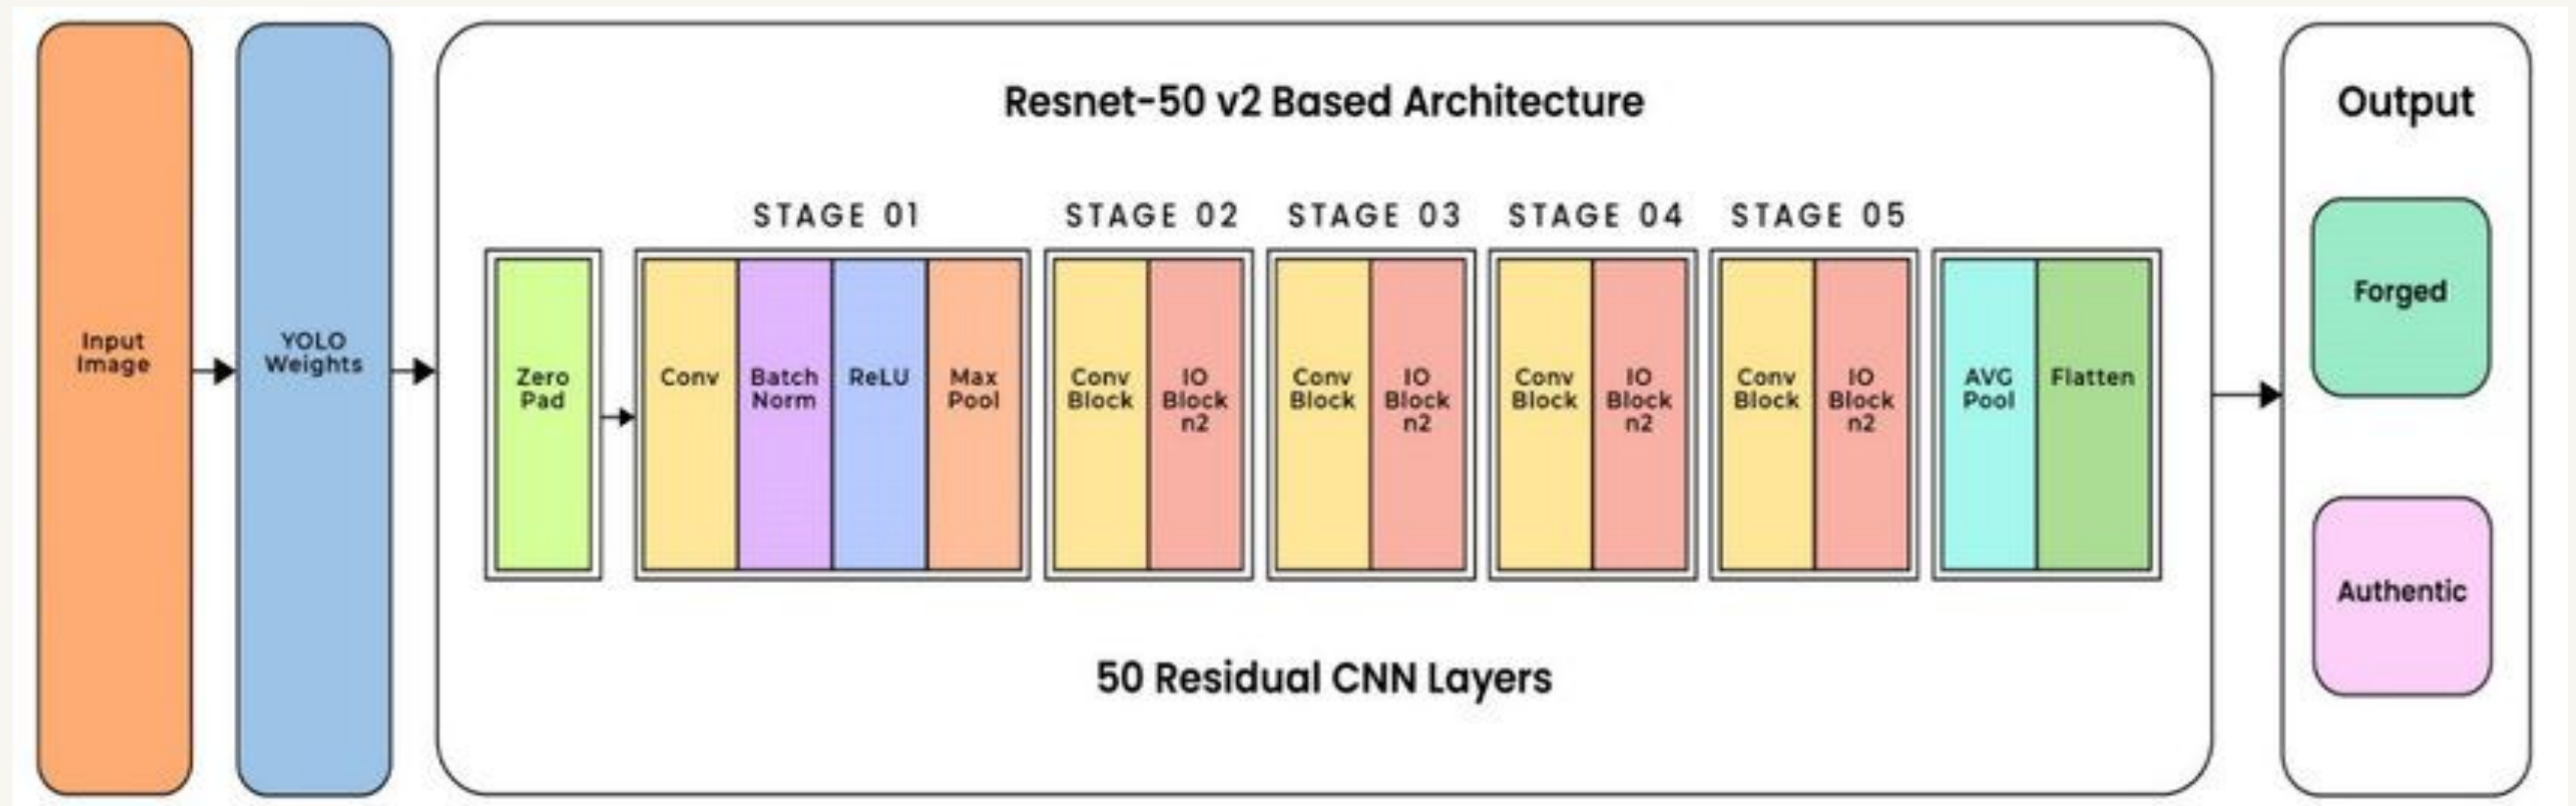 Input
Image
YOLO
Weights
Resnet-50 v2 Based Architecture
STAGE 01
STAGE 02
STAGE 03
STAGE 04
STAGE 05
Zero
Pad
Conv
Batch
Norm
ReLU
Max
Pool
Conv
Block
IO
Block
n2
Conv
Block
IO
Block
n2
Conv
Block
IO
Block
n2
Conv
Block
IO
Block
n2
AVG
Pool
Flatten
50 Residual CNN Layers
Output
Forged
Authentic